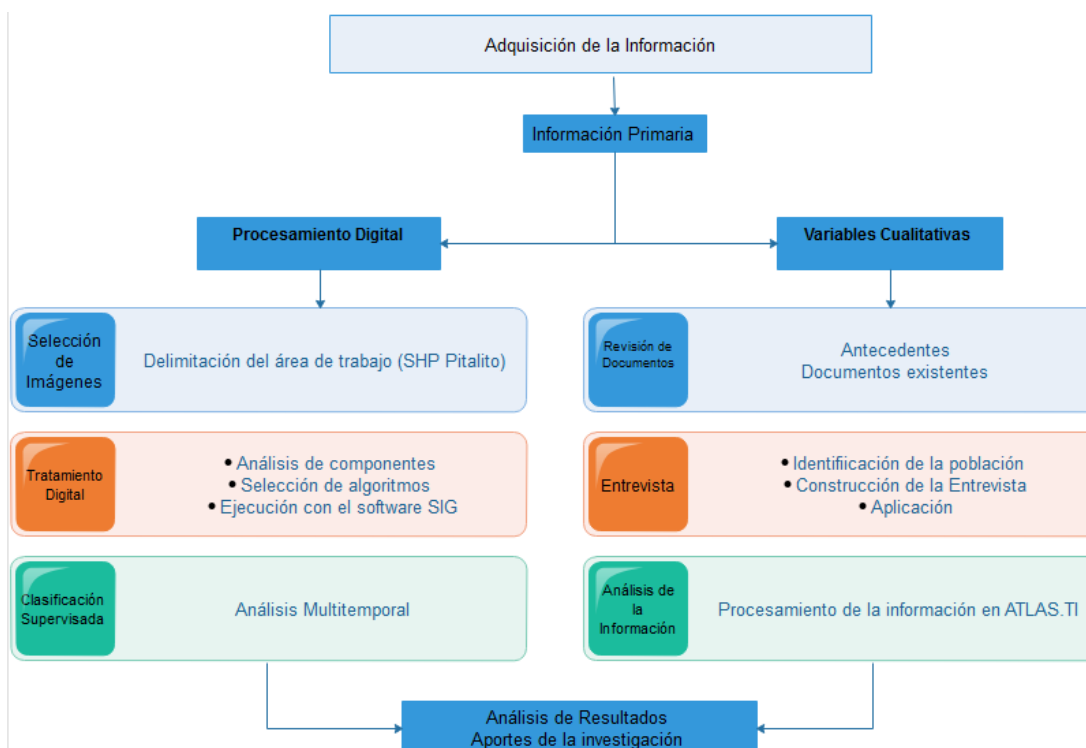 Adquisición de la Información
Información Primaria
Procesamiento Digital
Variables Cualitativas
Selección
de
Imágenes
Delimitación del área de trabajo (SHP Pitalito)
Revisión de
Documentos
Antecedentes
Documentos existentes
Tratamiento
Digital
• Análisis de componentes
• Selección de algoritmos
• Ejecución con el software SIG
Entrevista
• Identifiicación de la población
• Construcción de la Entrevista
• Aplicación
Clasificación
Supervisada
Análisis Multitemporal
Análisis de
la
Información
Procesamiento de la información en ATLAS.TI
Análisis de Resultados
Aportes de la investigación